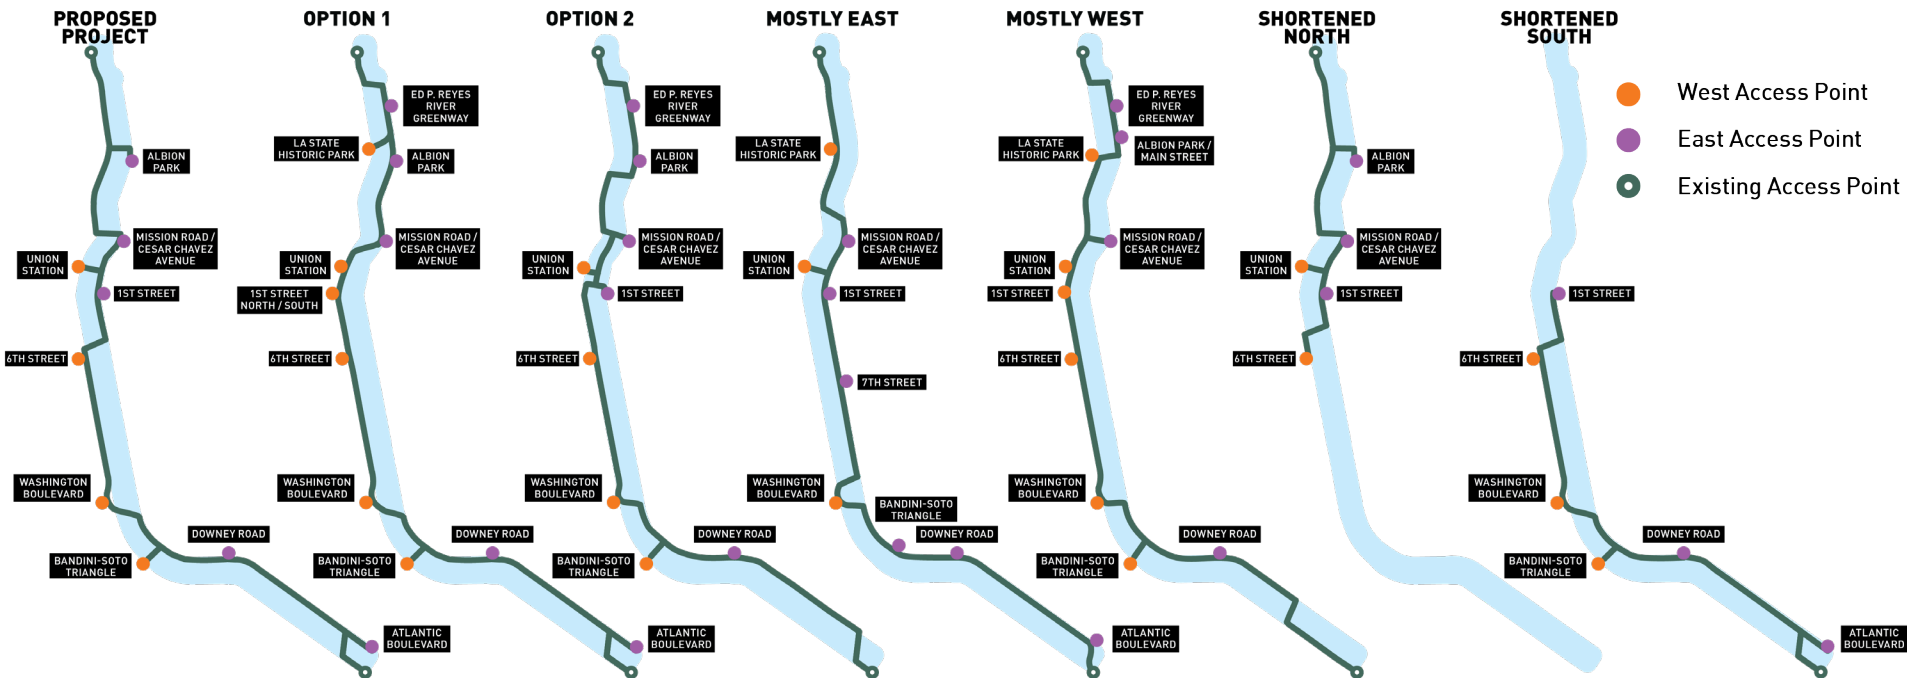 PROPOSED
PROJECT
ALBION
PARK
MISSION ROAD /
CESAR CHAVEZ
AVENUE
UNION
STATION
1ST STREET
6TH STREET
WASHINGTON
BOULEVARD
DOWNEY ROAD
BANDINI-SOTO
TRIANGLE
ATLANTIC
BOULEVARD
OPTION 1
ED P. REYES
RIVER
GREENWAY
LA STATE
HISTORIC PARK
ALBION
PARK
MISSION ROAD /
CESAR CHAVEZ
AVENUE
UNION
STATION
1ST STREET
NORTH / SOUTH
6TH STREET
WASHINGTON
BOULEVARD
DOWNEY ROAD
BANDINI-SOTO
TRIANGLE
ATLANTIC
BOULEVARD
OPTION 2
ED P. REYES
RIVER
GREENWAY
ALBION
PARK
MISSION ROAD /
CESAR CHAVEZ
AVENUE
UNION
STATION
1ST STREET
6TH STREET
WASHINGTON
BOULEVARD
DOWNEY ROAD
BANDINI-SOTO
TRIANGLE
MOSTLY EAST
LA STATE
HISTORIC PARK
MISSION ROAD /
CESAR CHAVEZ
AVENUE
UNION
STATION
1ST STREET
7TH STREET
WASHINGTON
BOULEVARD
BANDINI-SOTO
TRIANGLE
DOWNEY ROAD
ATLANTIC
BOULEVARD
MOSTLY WEST
ED P. REYES
RIVER
GREENWAY
LA STATE
HISTORIC PARK
ALBION PARK /
MAIN STREET
MISSION ROAD /
CESAR CHAVEZ
AVENUE
UNION
STATION
1ST STREET
6TH STREET
WASHINGTON
BOULEVARD
DOWNEY ROAD
BANDINI-SOTO
TRIANGLE
SHORTENED
NORTH
ALBION
PARK
MISSION ROAD /
CESAR CHAVEZ
AVENUE
UNION
STATION
1ST STREET
6TH STREET
SHORTENED
SOUTH
1ST STREET
6TH STREET
WASHINGTON
BOULEVARD
DOWNEY ROAD
BANDINI-SOTO
TRIANGLE
ATLANTIC
BOULEVARD
West Access Point
East Access Point
Existing Access Point